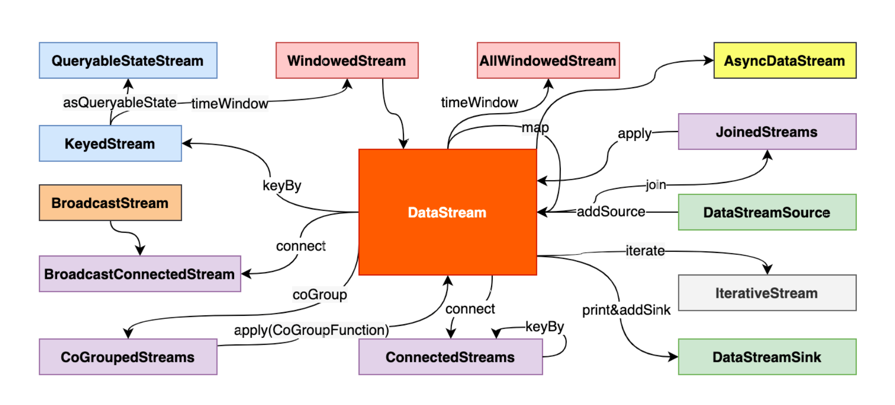 QueryableStateStream
WindowedStream
AllWindowedStream
AsyncDataStream
asQueryableState
timeWindow
timeWindow
map
KeyedStream
apply
JoinedStreams
keyBy
join
BroadcastStream
DataStream
addSource
DataStreamSource
connect
iterate
BroadcastConnectedStream
coGroup
IterativeStream
connect
print&addSink
apply(CoGroupFunction)
keyBy
CoGroupedStreams
ConnectedStreams
DataStreamSink